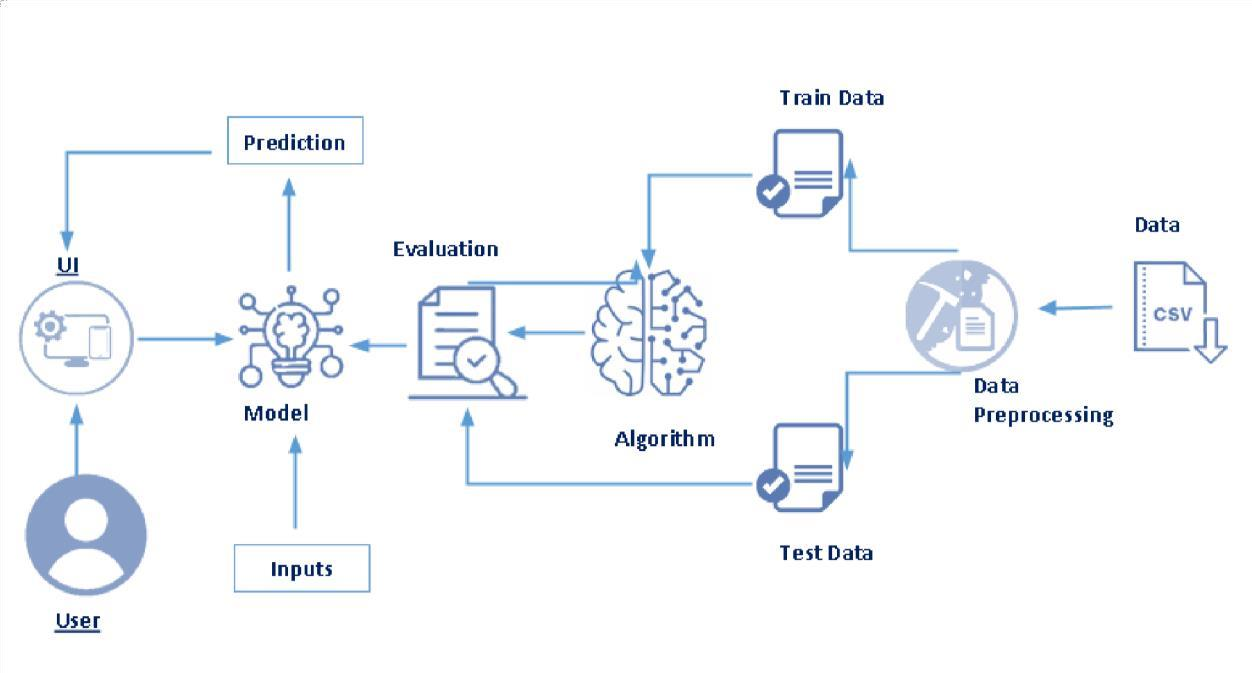 Train Data
Prediction
Data
Evaluation
UI
CSV
Data
Preprocessing
Model
Algorithm
Test Data
Inputs
User